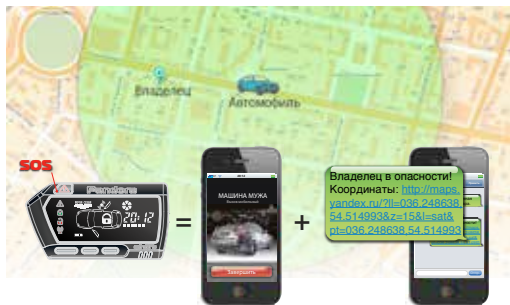 Владелец
Автомобиль
SOS
Pandora
20:12
=
МАШИНА МУЖА
Завершить
+
Владелец в опасности!
Координаты: http://maps.
yandex.ru/?ll=036.248638,
54.514993&z=15&l=sat&
pt=036.248638,54.514993